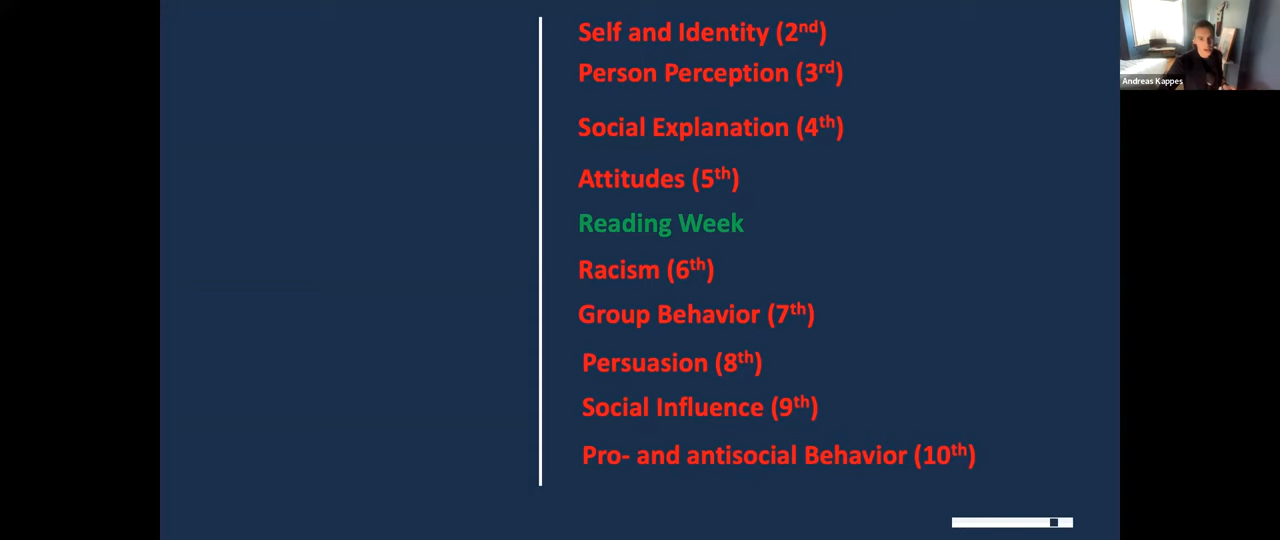 Self and Identity (2nd)
Person Perception (3rd)
Social Explanation (4th)
Attitudes (5th)
Reading Week
Racism (6th)
Group Behavior (7th)
Persuasion (8th)
Social Influence (9th)
Pro- and antisocial Behavior (10th)
Andreas Kappes